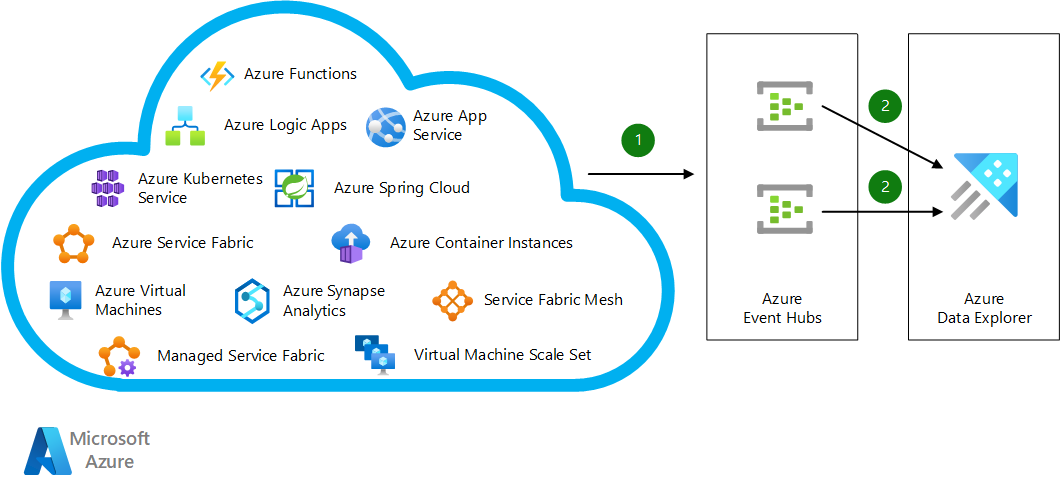 Azure Functions
Azure Logic Apps
Azure App
Service
Azure Kubernetes
Service
Azure Spring Cloud
Azure Service Fabric
Azure Container Instances
Azure Virtual
Machines
Azure Synapse
Analytics
Service Fabric Mesh
Managed Service Fabric
Virtual Machine Scale Set
1
2
2
Azure
Event Hubs
Azure
Data Explorer
Microsoft
Azure